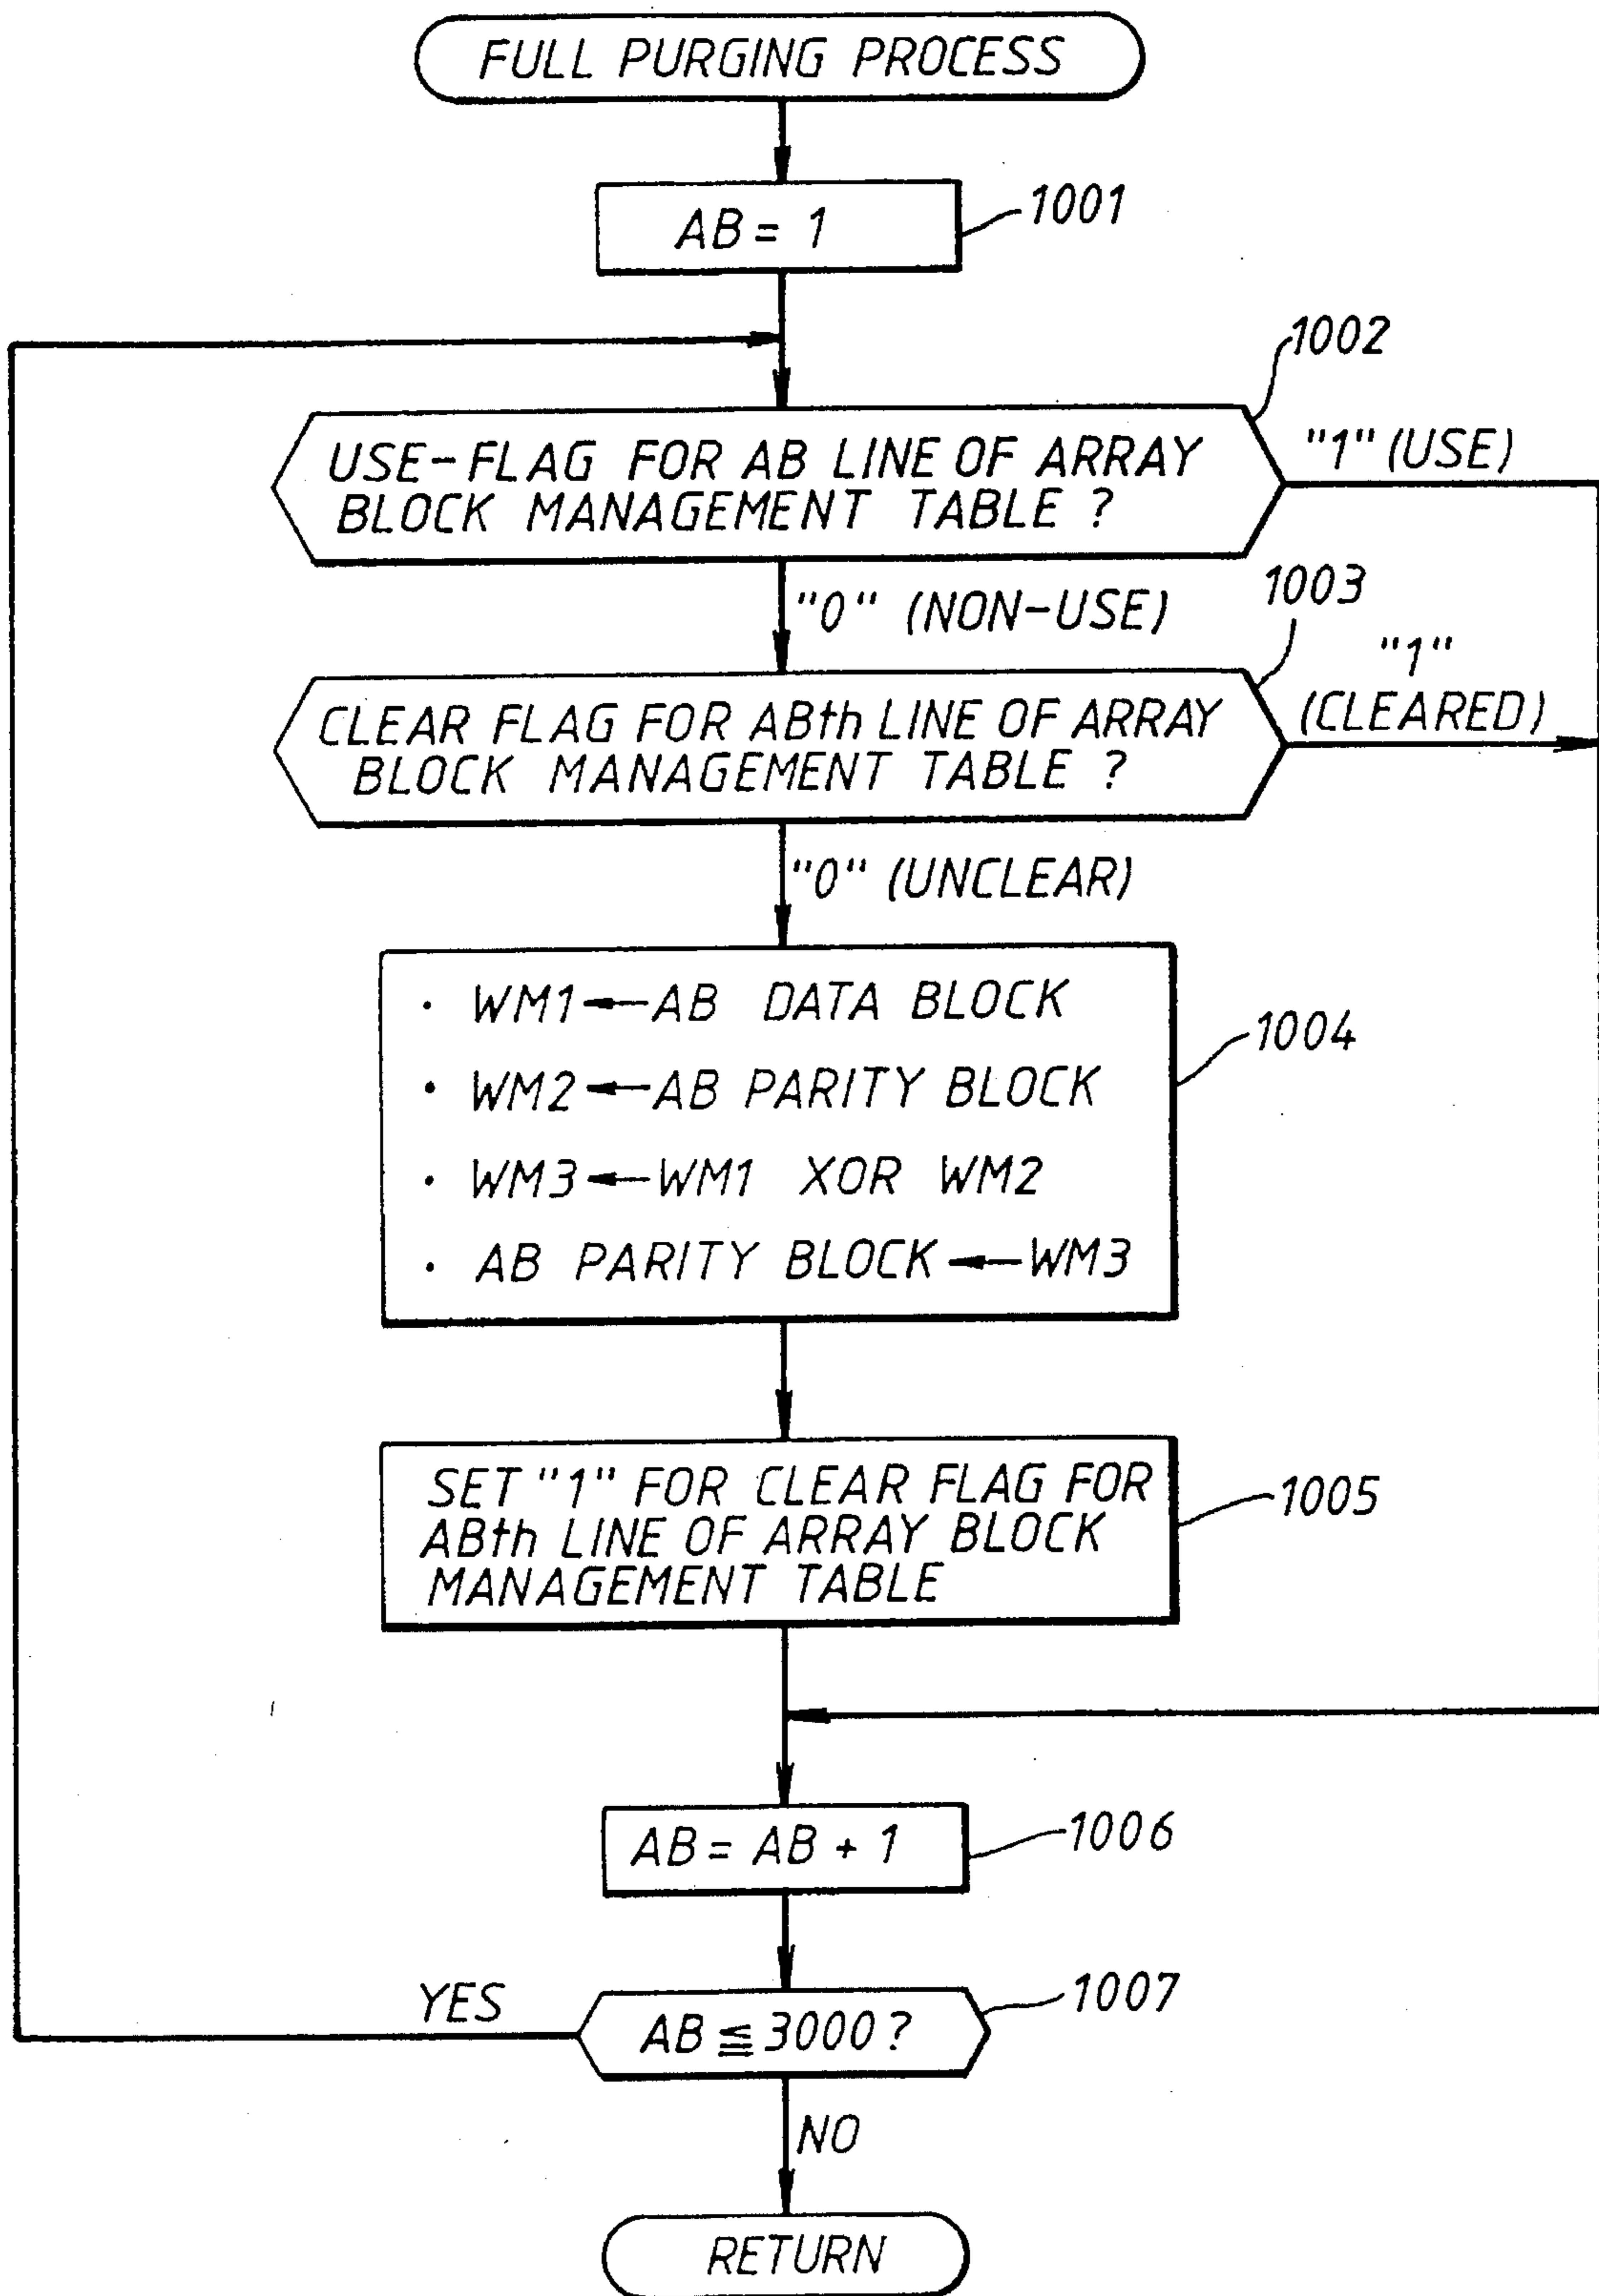 FULL PURGING PROCESS
AB = 1
1001
1002
USE-FLAG FOR AB LINE OF ARRAY
BLOCK MANAGEMENT TABLE ?
"1" (USE)
"0" (NON-USE)
1003
"1"
(CLEARED)
CLEAR FLAG FOR ABth LINE OF ARRAY
BLOCK MANAGEMENT TABLE ?
"0" (UNCLEAR)
· WM1←AB DATA BLOCK
· WM2←AB PARITY BLOCK
· WM3←WM1 XOR WM2
· AB PARITY BLOCK←WM3
1004
SET "1" FOR CLEAR FLAG FOR
ABth LINE OF ARRAY BLOCK
MANAGEMENT TABLE
1005
AB = AB + 1
1006
YES
AB ≦ 3000 ?
1007
NO
RETURN